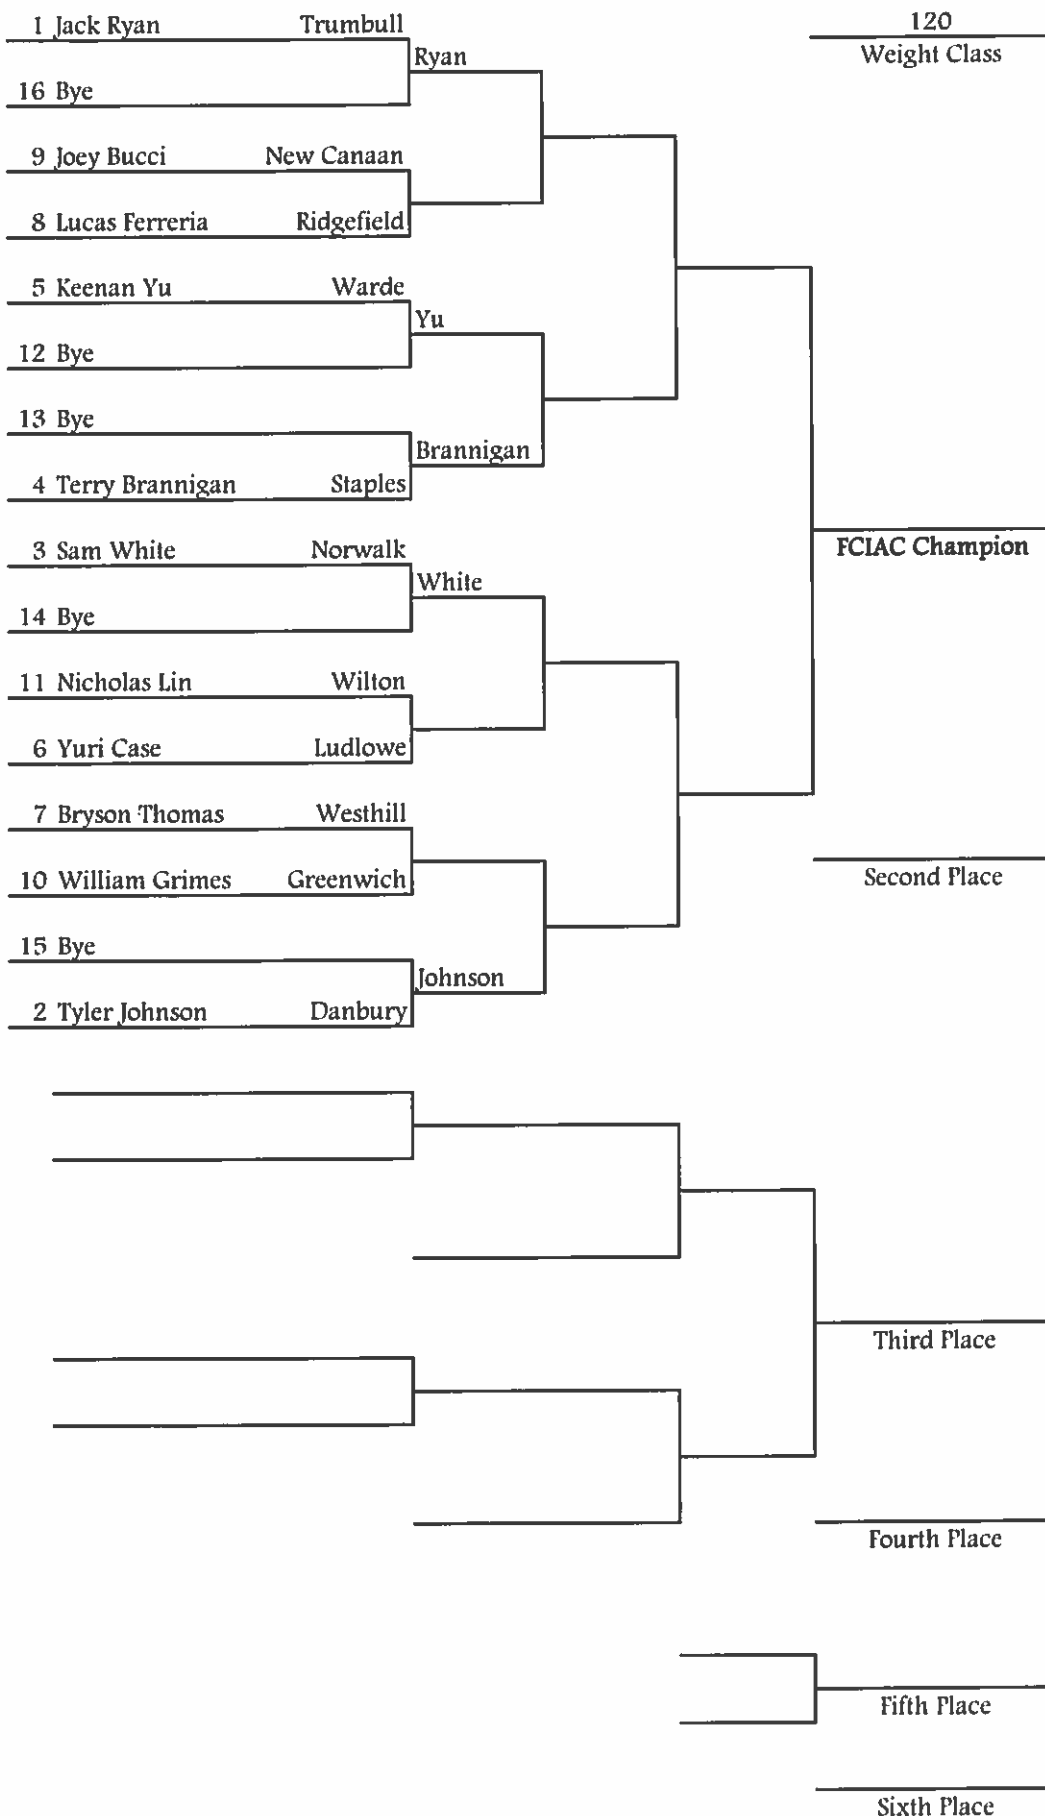 1 Jack Ryan Trumbull
120
Weight Class
Ryan
16 Bye
9 Joey Bucci New Canaan
8 Lucas Ferreria Ridgefield
5 Keenan Yu Warde
Yu
12 Bye
13 Bye
Brannigan
4 Terry Brannigan Staples
3 Sam White Norwalk
FCIAC Champion
White
14 Bye
11 Nicholas Lin Wilton
6 Yuri Case Ludlowe
7 Bryson Thomas Westhill
10 William Grimes Greenwich
Second Place
15 Bye
Johnson
2 Tyler Johnson Danbury
Third Place
Fourth Place
Fifth Place
Sixth Place